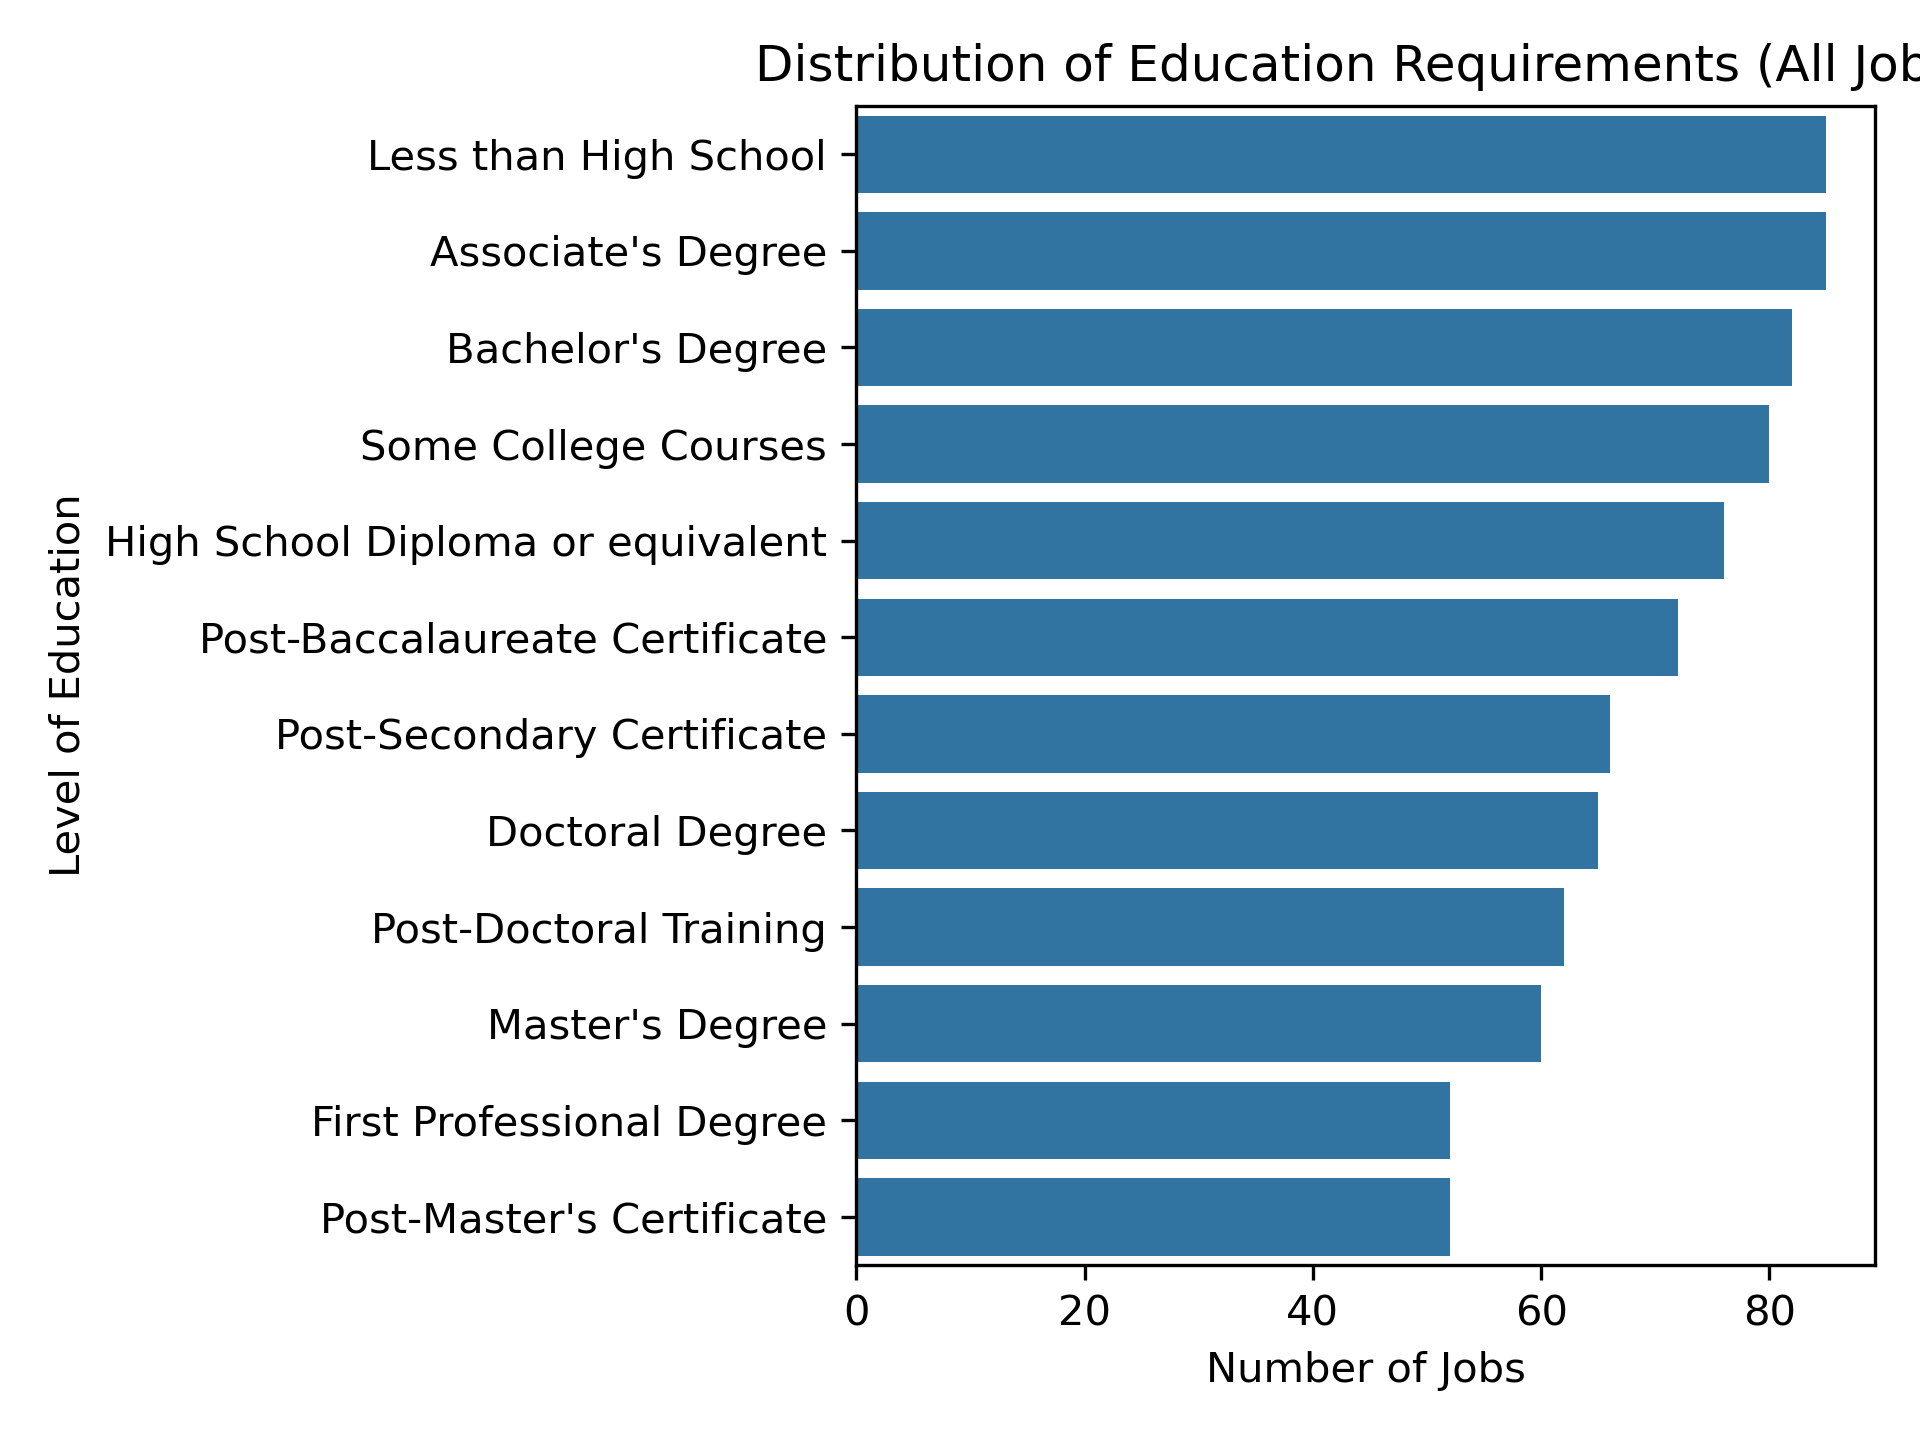 Distribution of Education Requirements (All Job
Less than High School
Associate's Degree
Bachelor's Degree
Some College Courses
High School Diploma or equivalent
Post-Baccalaureate Certificate
Post-Secondary Certificate
Doctoral Degree
Post-Doctoral Training
Master's Degree
First Professional Degree
Post-Master's Certificate
Level of Education
0 20 40 60 80
Number of Jobs